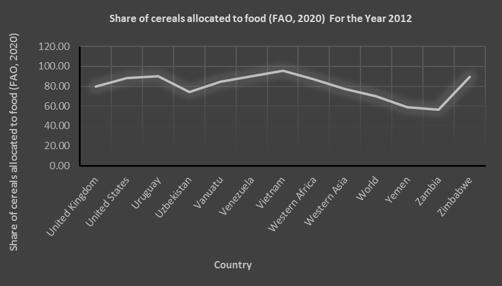 Share of cereals allocated to food (FAO, 2020) For the Year 2012
Share of cereals allocated to food (FAO, 2020)
120.00
100.00
80.00
60.00
40.00
20.00
0.00
United Kingdom
United States
Uruguay
Uzbekistan
Vanuatu
Venezuela
Vietnam
Western Africa
Western Asia
World
Yemen
Zambia
Zimbabwe
Country